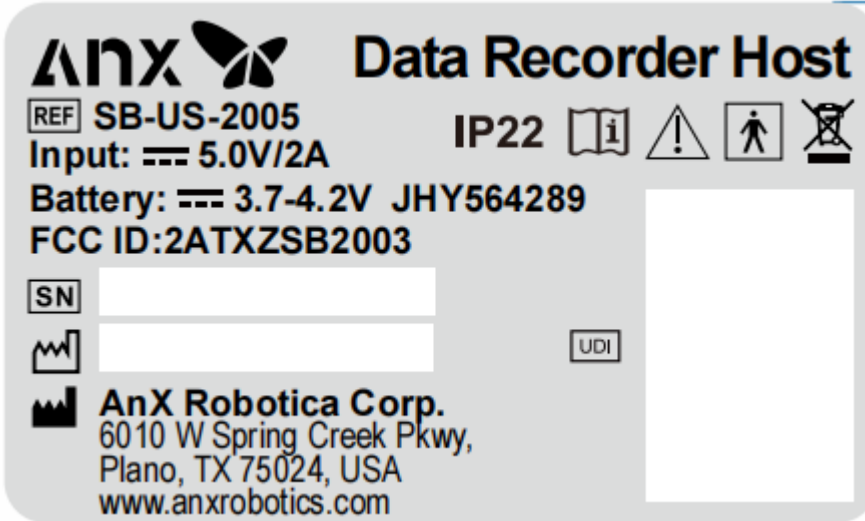 Anx
Data Recorder Host
REF SB-US-2005
IP22
Input: 5.0V/2A
Battery: 3.7-4.2V JHY564289
FCC ID:2ATXZSB2003
SN
UDI
AnX Robotica Corp.
6010 W Spring Creek Pkwy,
Plano, TX 75024, USA
www.anxrobotics.com